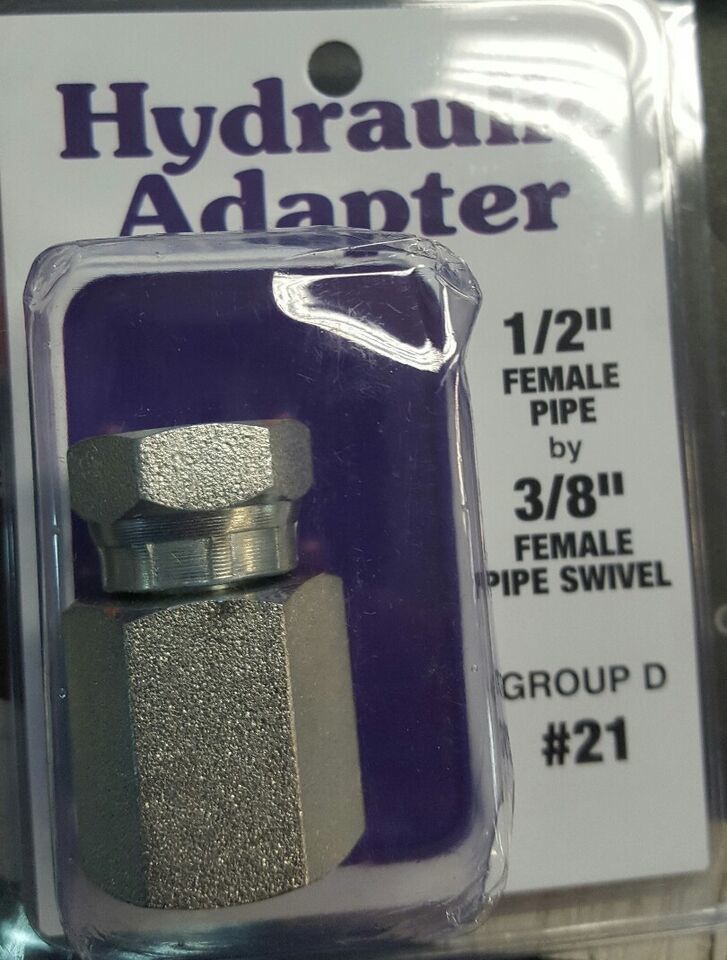 Hydraulic
Adapter
1/2"
FEMALE
PIPE
by
3/8"
FEMALE
PIPE SWIVEL
GROUP D
#21